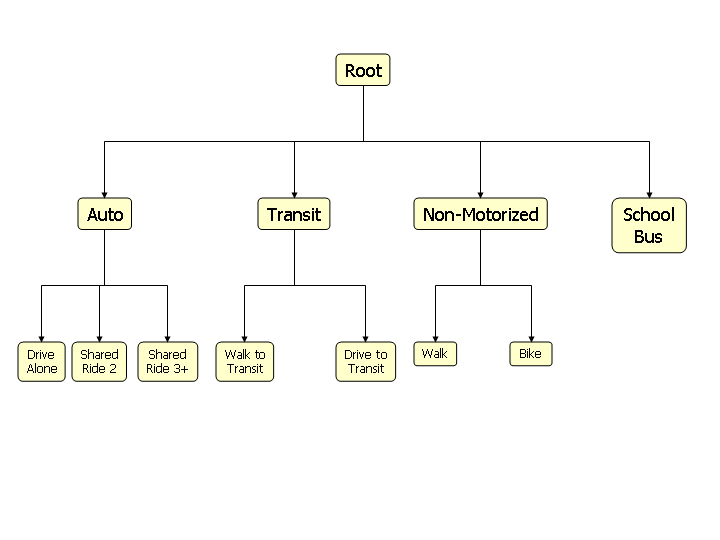 Root
Auto
Transit
Non-Motorized
School
Bus
Drive
Alone
Shared
Ride 2
Shared
Ride 3+
Walk to
Transit
Drive to
Transit
Walk
Bike